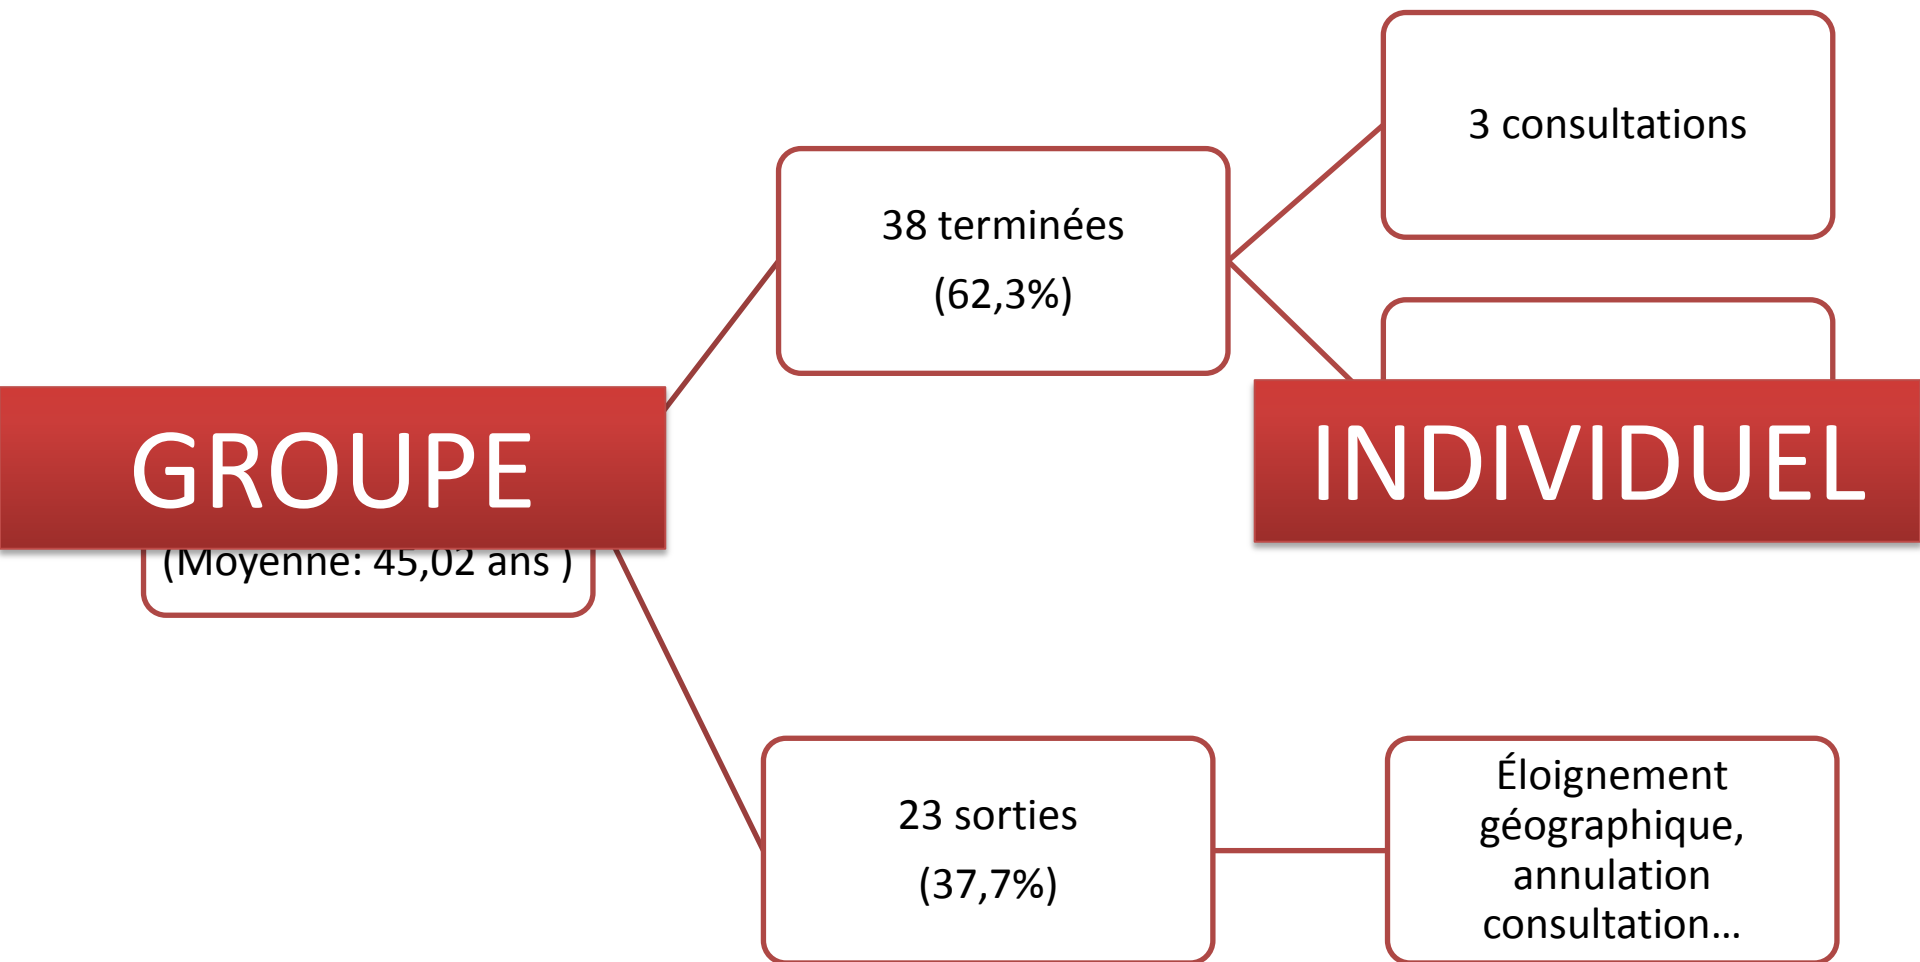 3 consultations
38 terminées
(62,3%)
GROUPE
INDIVIDUEL
(Moyenne: 45,02 ans )
23 sorties
(37,7%)
Éloignement
géographique,
annulation
consultation…